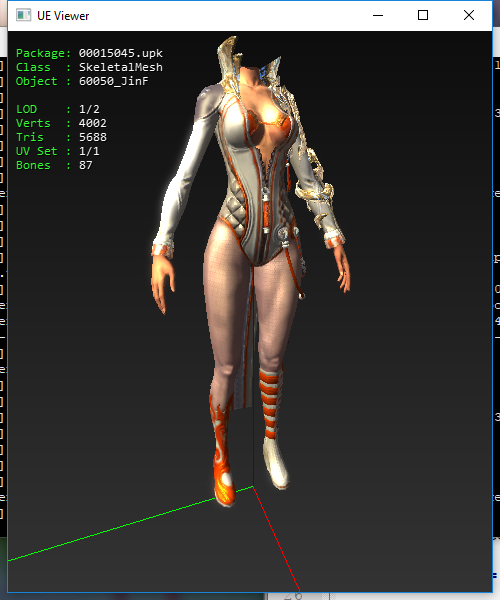 UE Viewer
Package: 00015045.upk
Class  : SkeletalMesh
Object : 60050_JinF
LOD    : 1/2
Verts  : 4002
Tris   : 5688
UV Set : 1/1
Bones  : 87